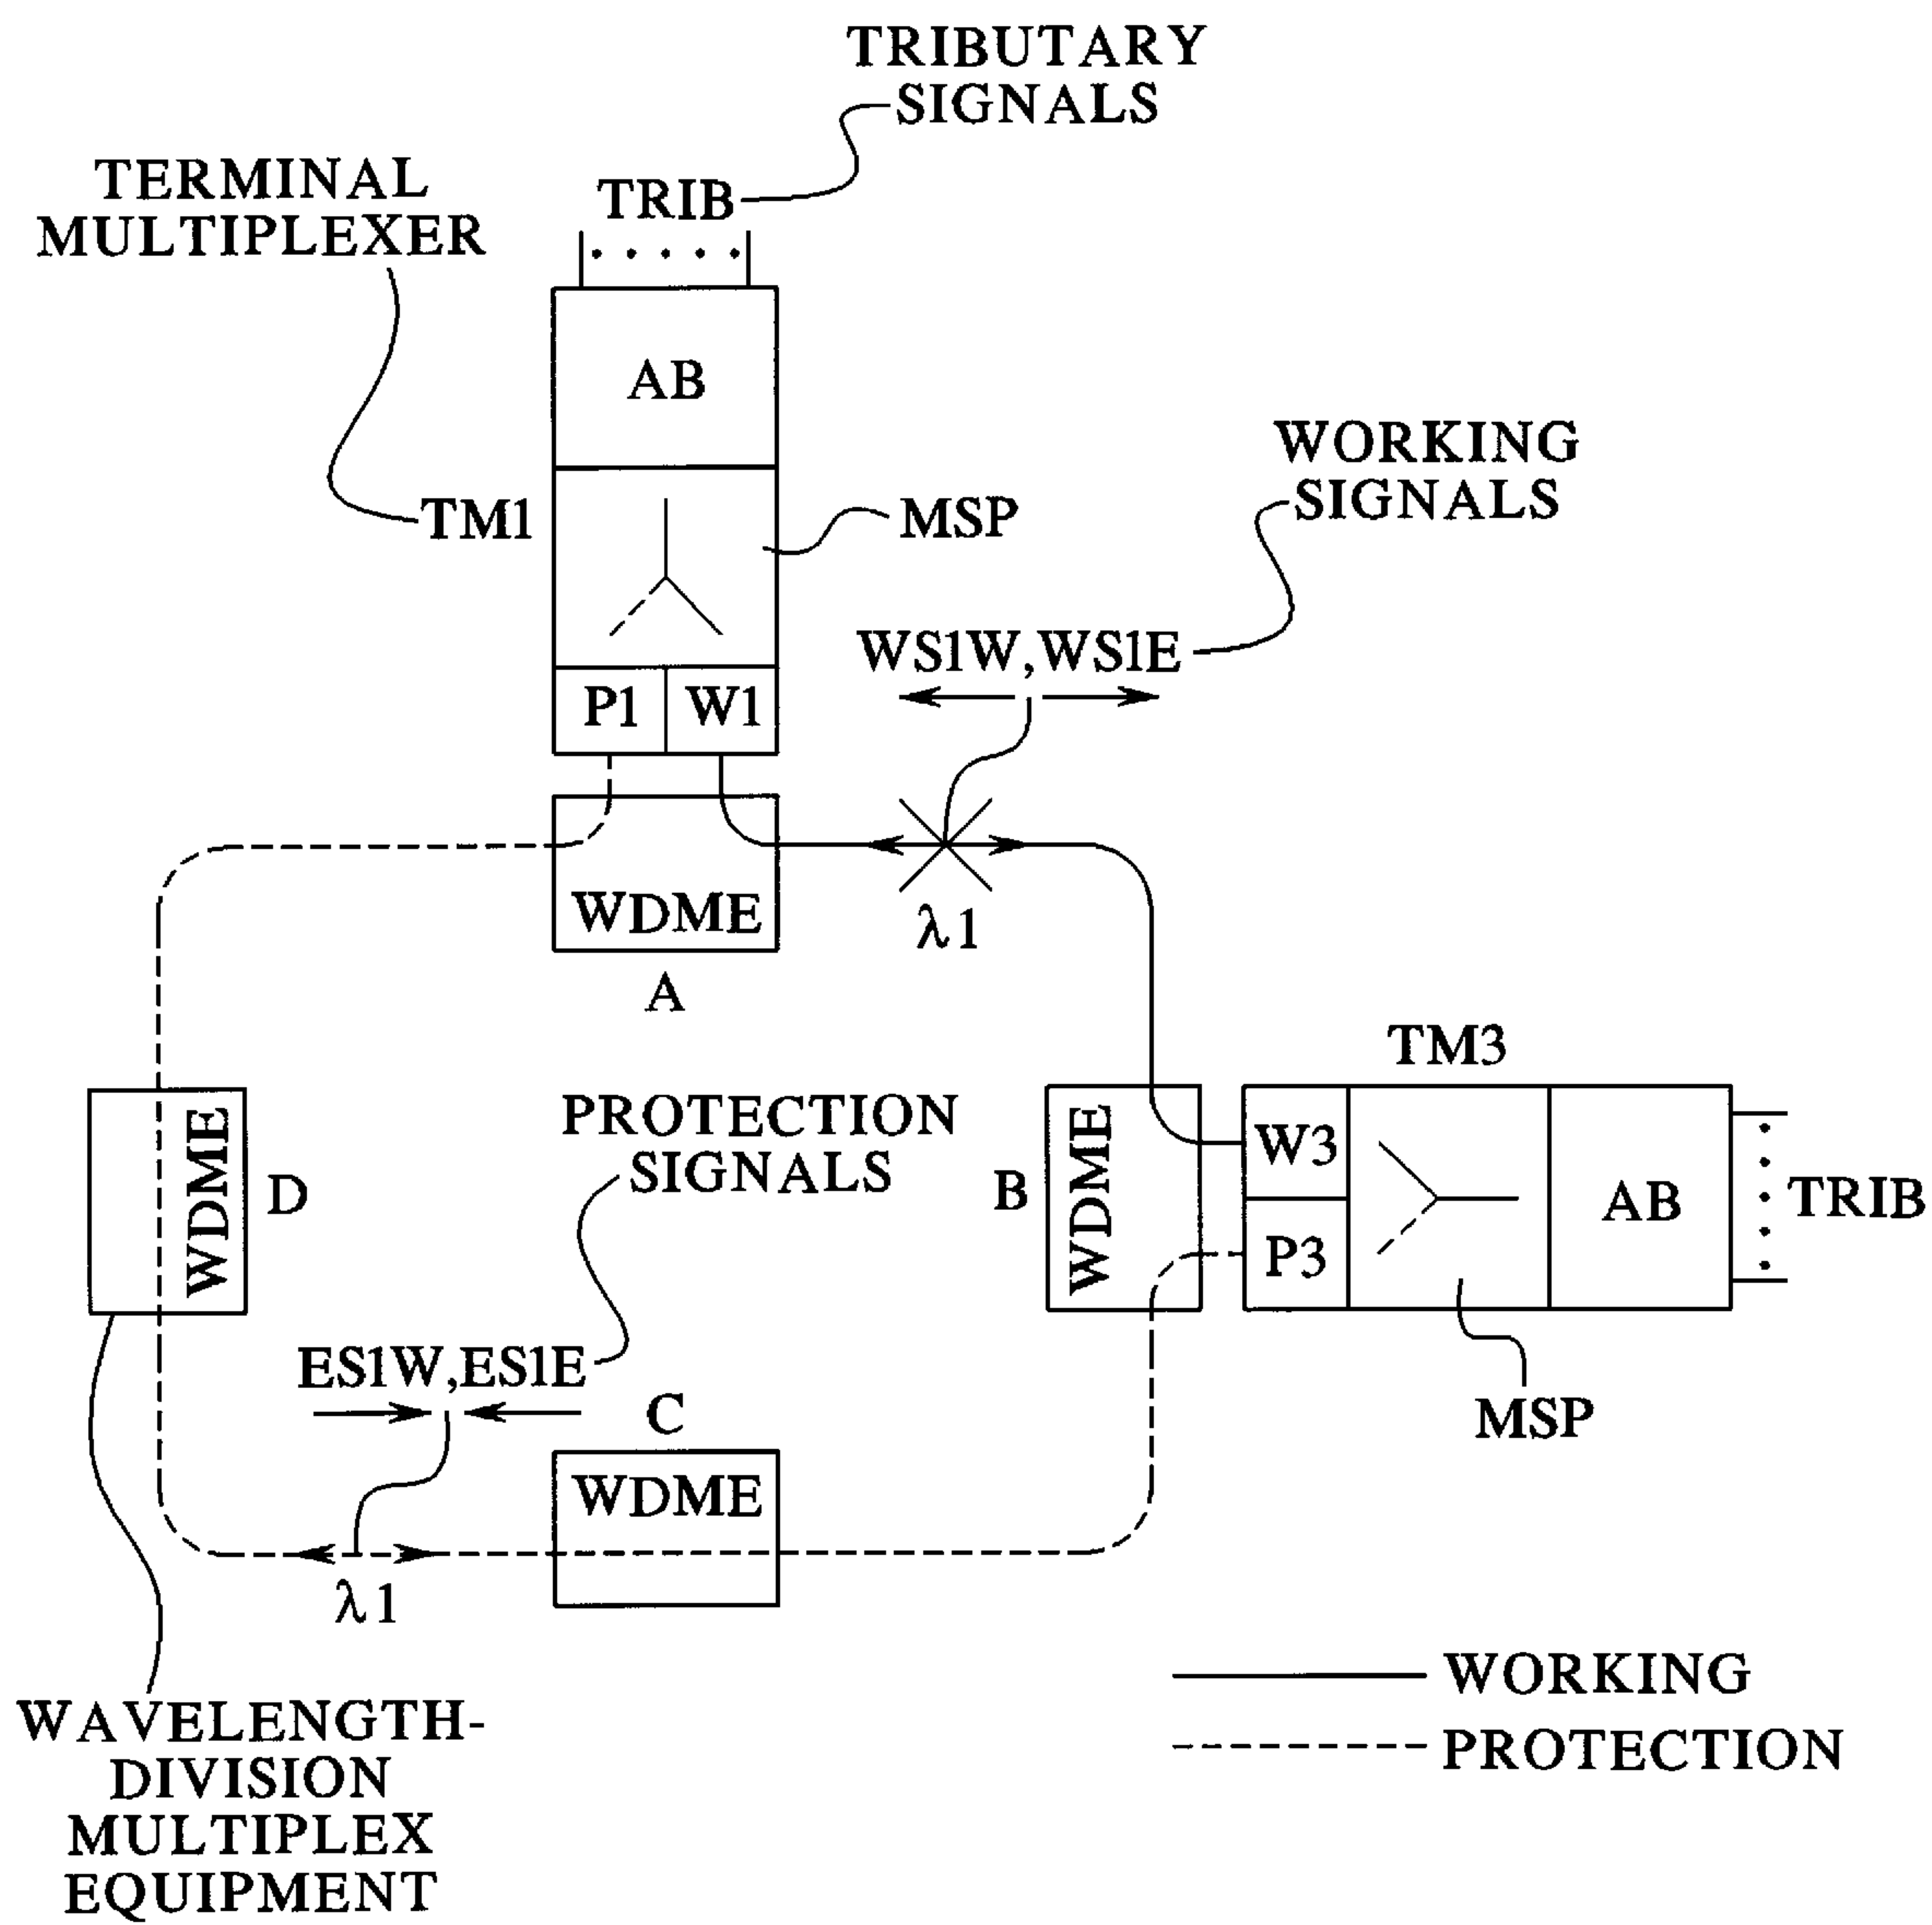 TRIBUTARY
SIGNALS
TERMINAL
MULTIPLEXER
TRIB
AB
WORKING
SIGNALS
TM1
MSP
WS1W,WS1E
P1
W1
WDME
λ1
A
TM3
PROTECTION
SIGNALS
WDME
D
B
WDME
W3
P3
AB
TRIB
ES1W,ES1E
C
MSP
WDME
λ1
WORKING
PROTECTION
WAVELENGTH-
DIVISION
MULTIPLEX
EQUIPMENT